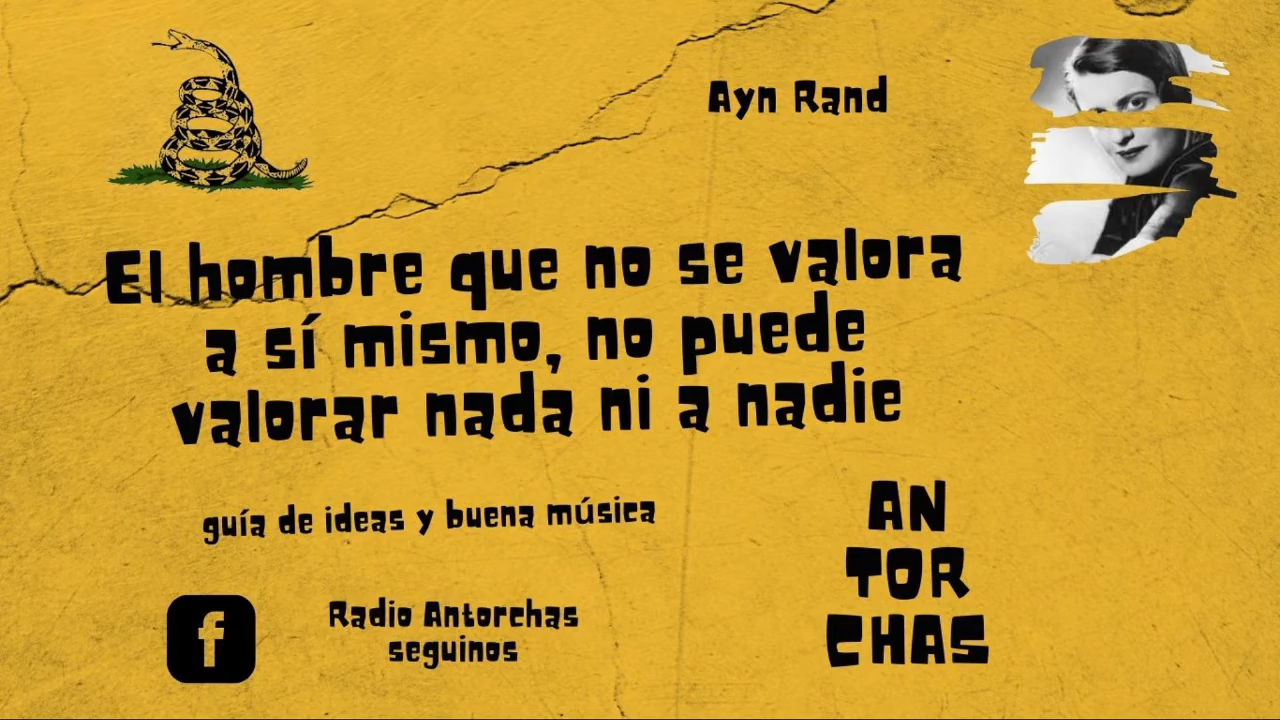 Ayn Rand
El hombre que no se valora
a sí mismo, no puede
valorar nada ni a nadie
guía de ideas y buena música
Radio Antorchas
seguinos
AN
TOR
CHAS